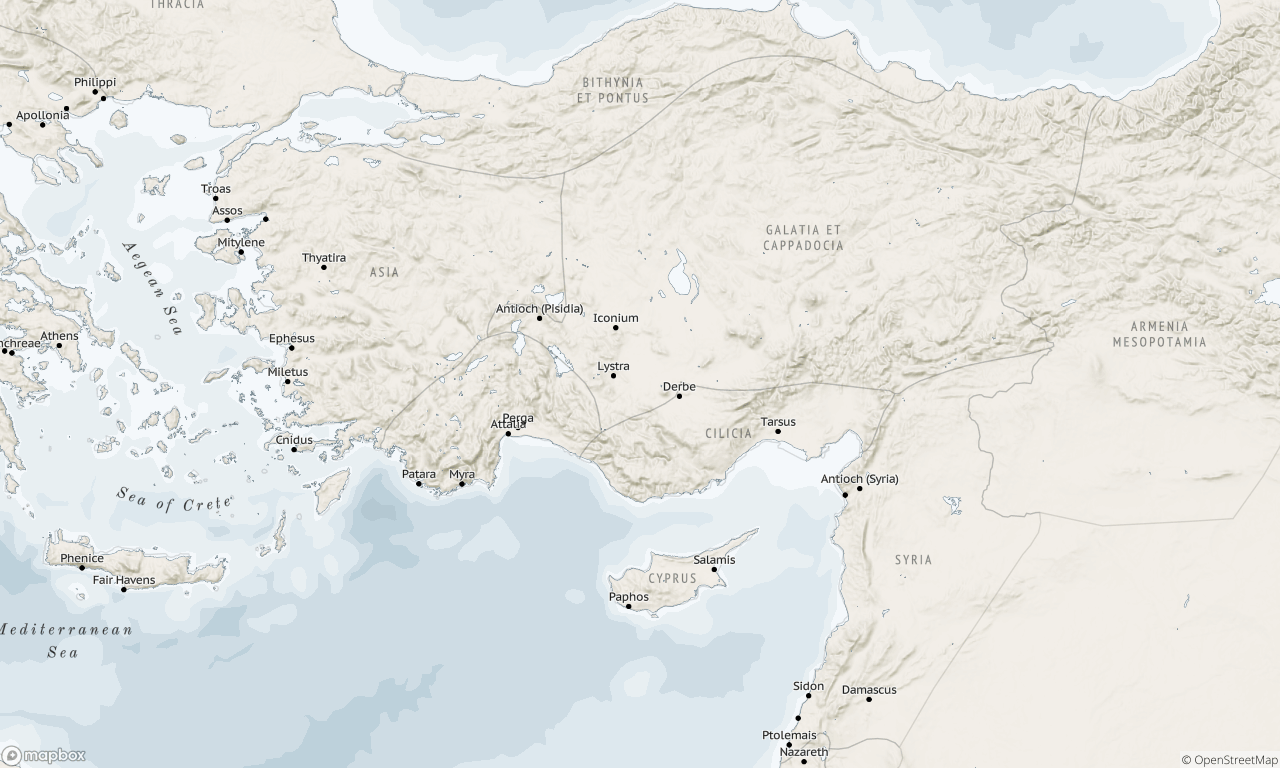 THRACIA
Philippi
BITHYNIA
ET PONTUS
Apollonia
Troas
Assos
Mitylene
GALATIA ET
CAPPADOCIA
Aegean Sea
Thyatira
ASIA
Antioch (Pisidia)
Iconium
ARMENIA
MESOPOTAMIA
Athens
nchreae
Ephesus
Lystra
Miletus
Derbe
Perga
Attalia
Tarsus
CILICIA
Cnidus
Patara
Myra
Antioch (Syria)
Sea of Crete
Phenice
Fair Havens
Salamis
SYRIA
CYPRUS
Paphos
Mediterranean
Sea
Sidon
Damascus
Ptolemais
Nazareth
mapbox
© OpenStreetMap